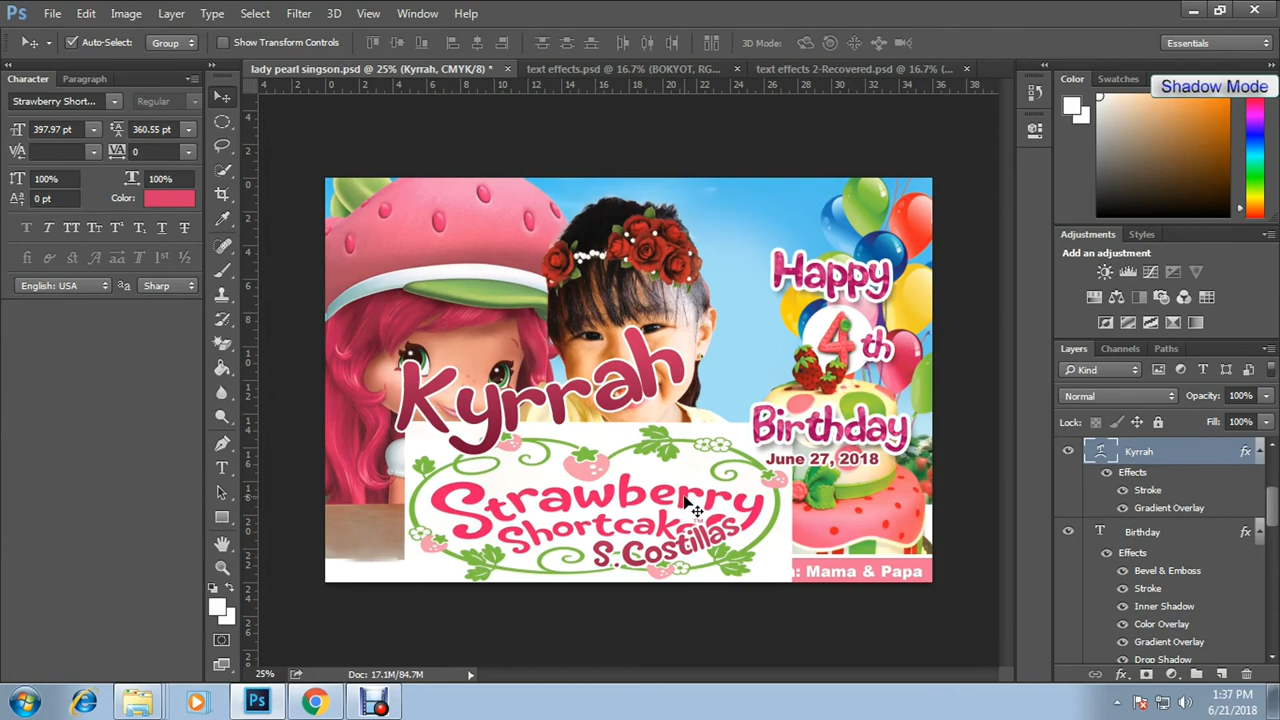 Ps File Edit Image Layer Type Select Filter 3D View Window Help
Auto-Select: Group Show Transform Controls 3D Mode: Essentials
lady pearl singson.psd @ 25% (Kyrrah, CMYK/8) * text effects.psd @ 16.7% (BOKYOT, RG... text effects 2-Recovered.psd @ 16.7% (...
Character Paragraph
Color Swatches
Shadow Mode
Strawberry Short... Regular
397.97 pt 360.55 pt
0
100% 100%
0 pt Color:
English: USA Sharp
Happy
4 th
Birthday
June 27, 2018
Kyrrah
Strawberry
Shortcake
S. Costillas
: Mama & Papa
Adjustments Styles
Add an adjustment
Layers Channels Paths
Kind
Normal Opacity: 100%
Lock: Fill: 100%
Kyrrah fx
Effects
Stroke
Gradient Overlay
T Birthday fx
Effects
Bevel & Emboss
Stroke
Inner Shadow
Color Overlay
Gradient Overlay
Drop Shadow
25% Doc: 17.1M/84.7M
1:37 PM
6/21/2018